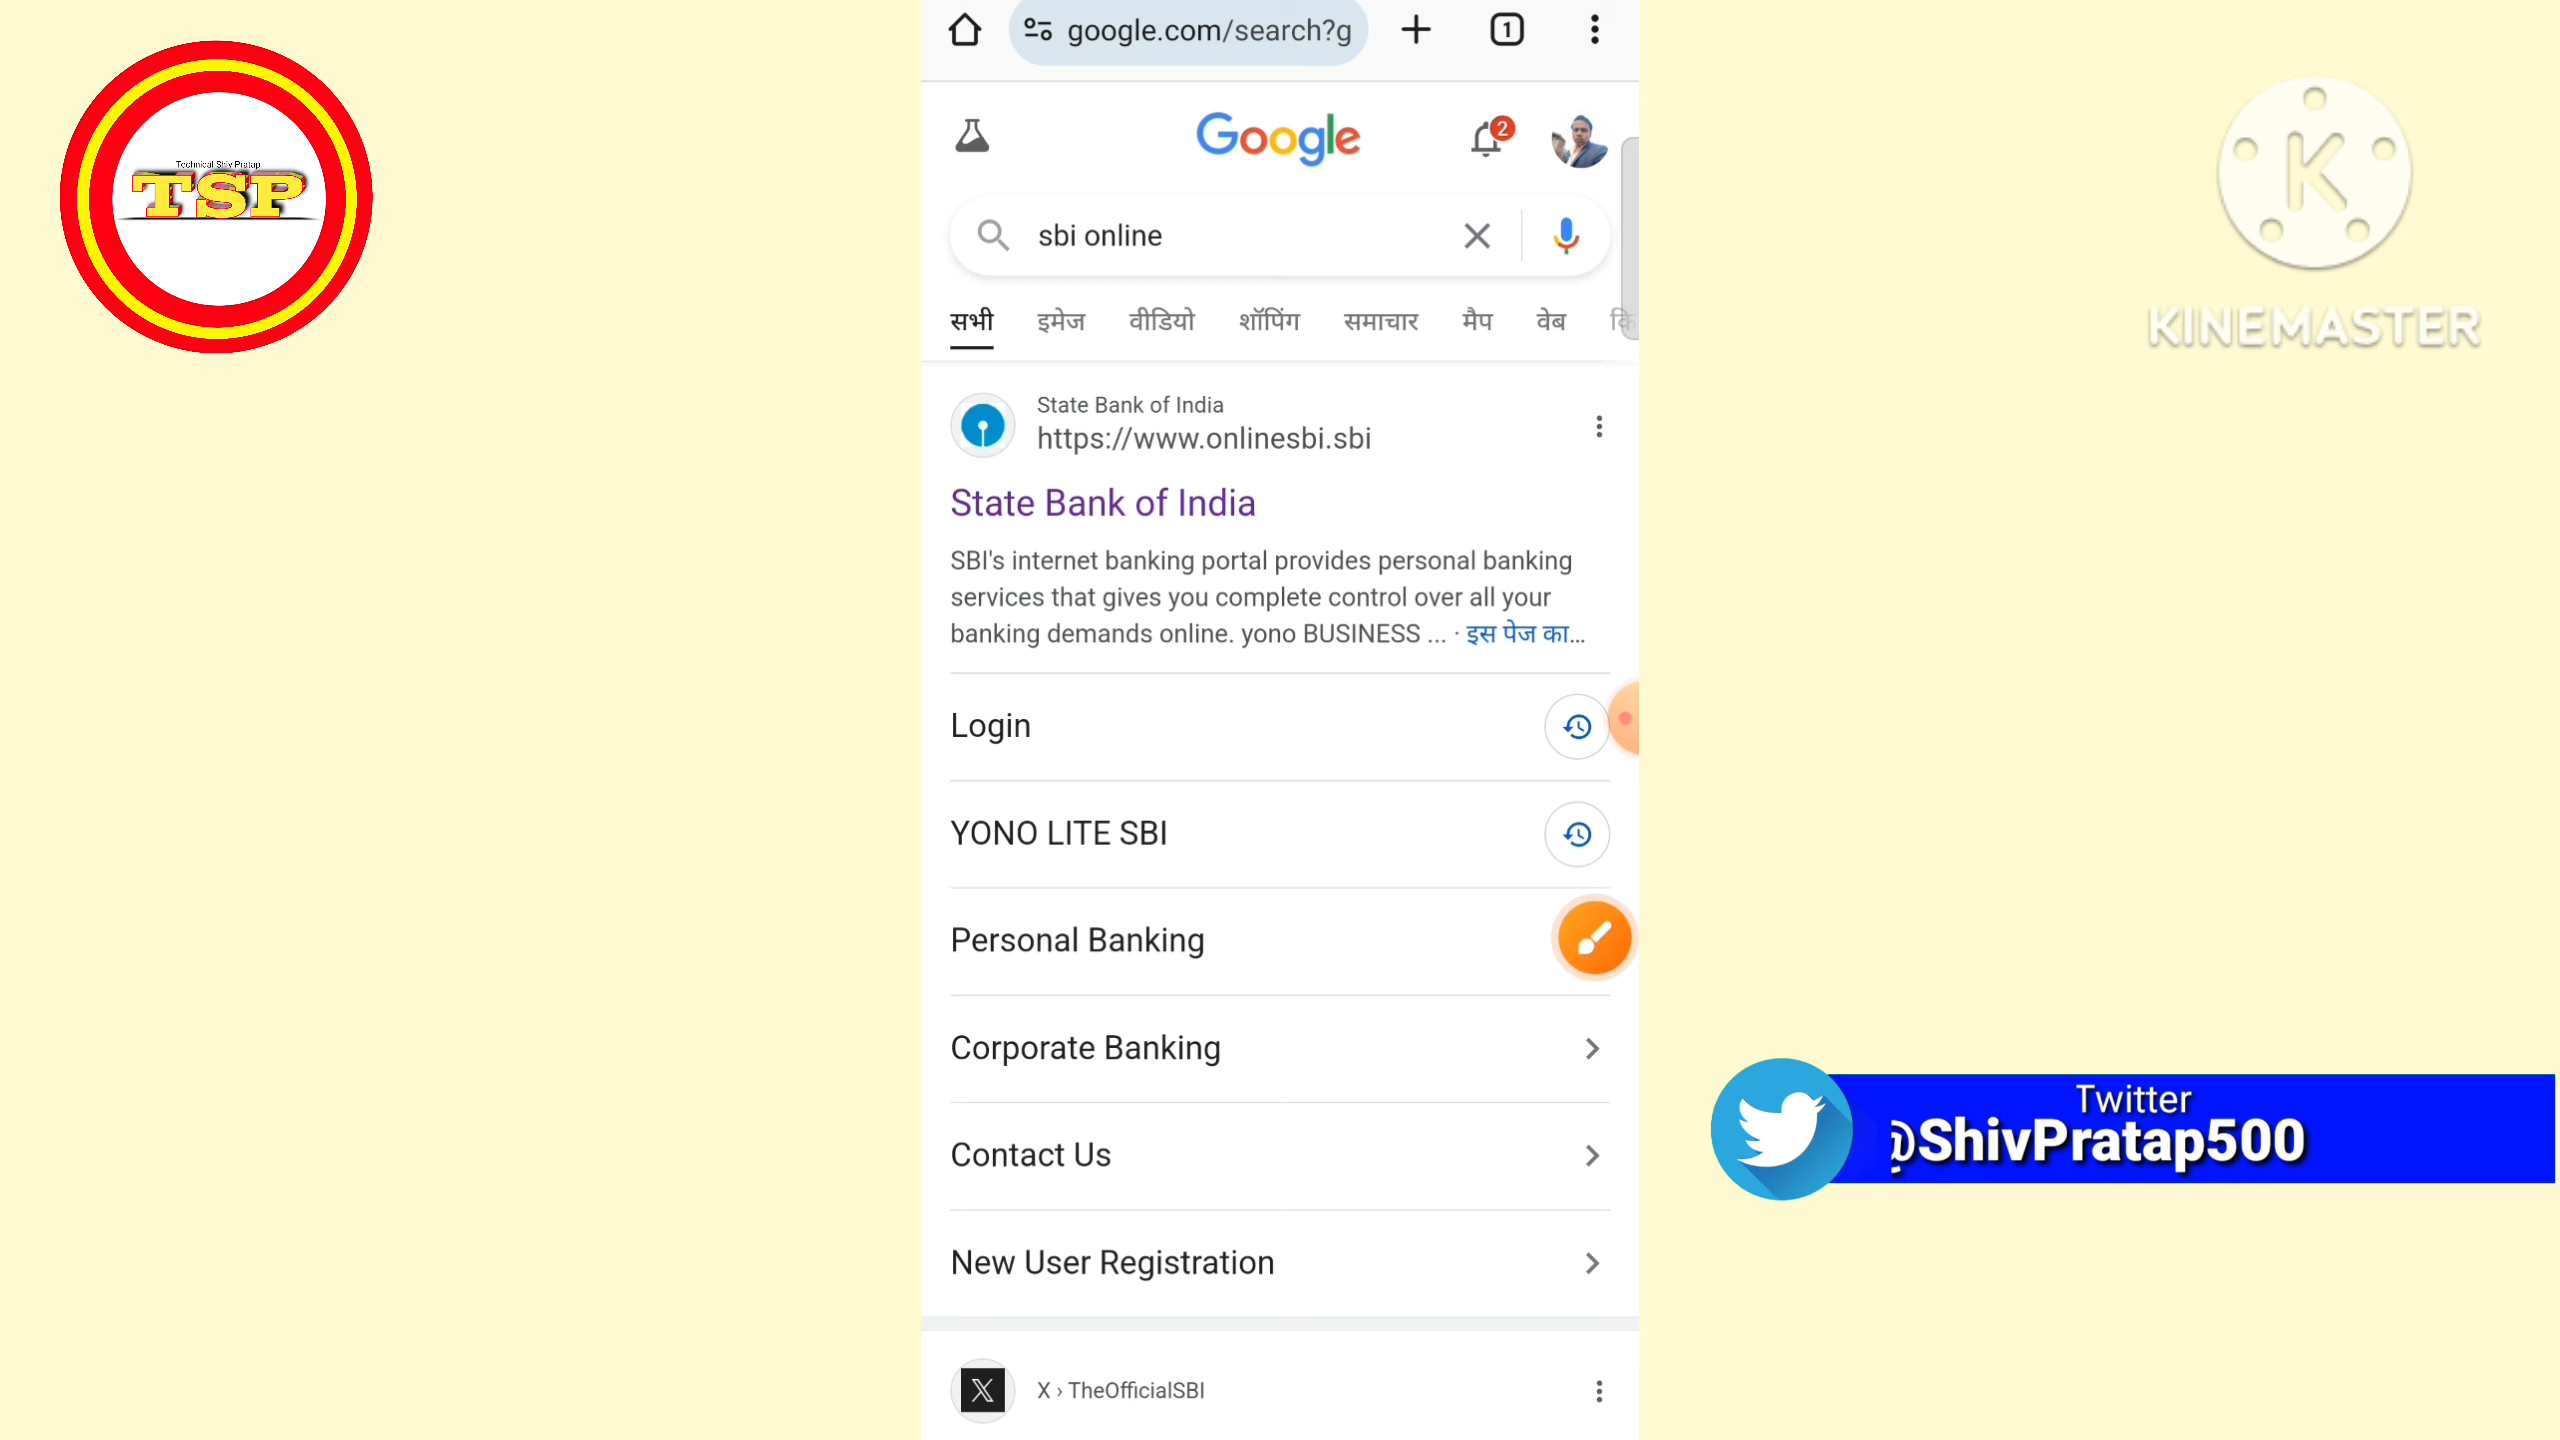 google.com/search?g
1
Technical Shiv Pratap
TSP
Google
2
K
KINEMASTER
sbi online
सभी इमेज वीडियो शॉपिंग समाचार मैप वेब
State Bank of India
https://www.onlinesbi.sbi
State Bank of India
SBI's internet banking portal provides personal banking
services that gives you complete control over all your
banking demands online. yono BUSINESS ... · इस पेज का...
Login
YONO LITE SBI
Personal Banking
Corporate Banking
Contact Us
Twitter
@ShivPratap500
New User Registration
X › TheOfficialSBI